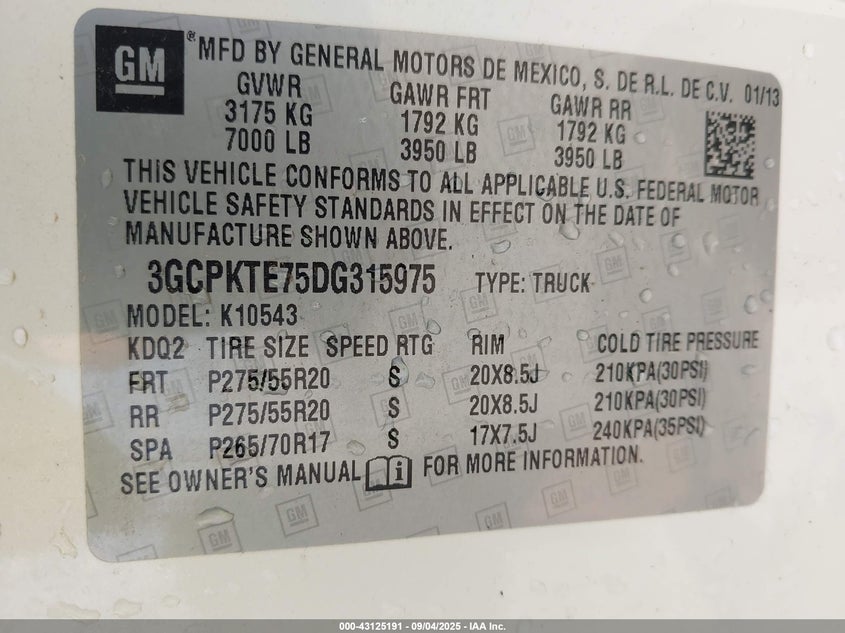 GM
® MFD BY GENERAL MOTORS DE MEXICO, S. DE R.L. DE C.V. 01/13
GVWR GAWR FRT GAWR RR
3175 KG 1792 KG 1792 KG
7000 LB 3950 LB 3950 LB
THIS VEHICLE CONFORMS TO ALL APPLICABLE U.S. FEDERAL MOTOR
VEHICLE SAFETY STANDARDS IN EFFECT ON THE DATE OF
MANUFACTURE SHOWN ABOVE.
3GCPKTE75DG315975 TYPE: TRUCK
MODEL: K10543
KDQ2 TIRE SIZE SPEED RTG RIM COLD TIRE PRESSURE
FRT P275/55R20 S 20X8.5J 210KPA(30PSI)
RR P275/55R20 S 20X8.5J 210KPA(30PSI)
SPA P265/70R17 S 17X7.5J 240KPA(35PSI)
SEE OWNER'S MANUAL i FOR MORE INFORMATION.
000-43125191 - 09/04/2025 - IAA Inc.